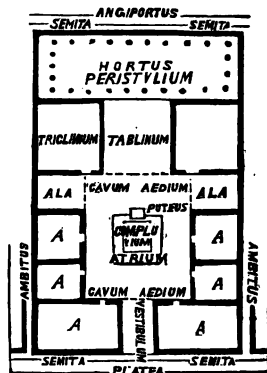 ANGIPORTUS
SEMITA SEMITA
HORTUS
PERISTYLIUM
TRICLINIUM TABLINUM
ALA CAVUM AEDIUM ALA
PUTEUS
COMPLU
VIUM
A A
ATRIUM
AMBITUS AMBITUS
A A
CAVUM AEDIUM
A VESTIBULUM A
SEMITA SEMITA
PLATEA